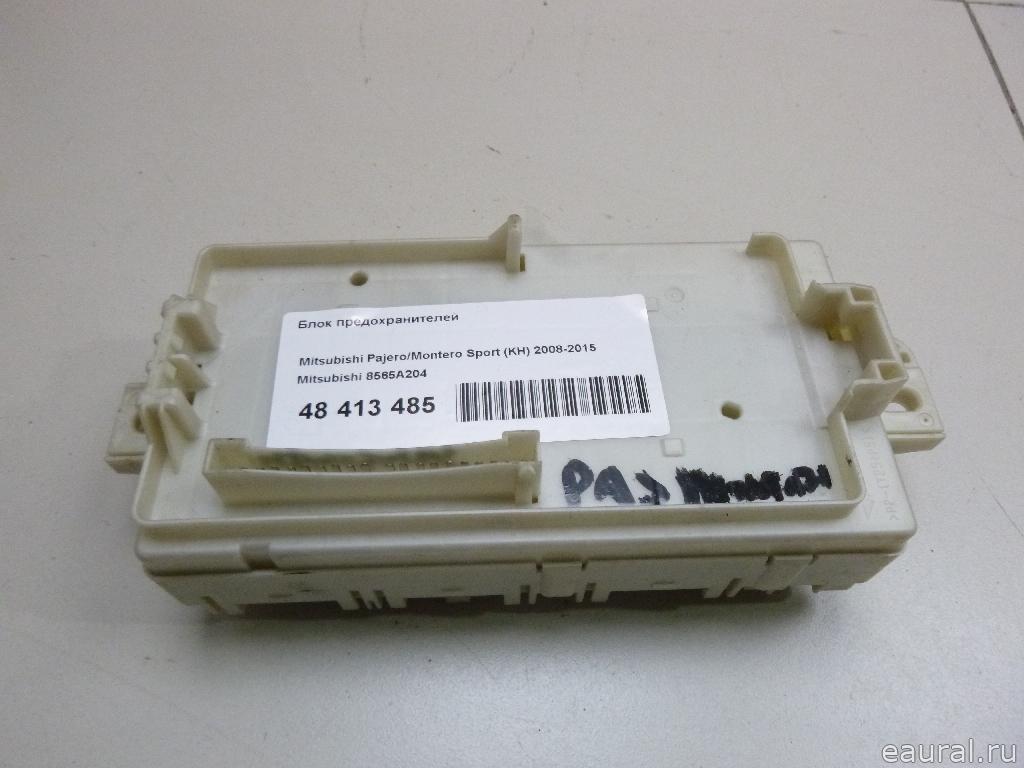 Блок предохранителей
Mitsubishi Pajero/Montero Sport (KH) 2008-2015
Mitsubishi 8565A204
48 413 485
eaural.ru